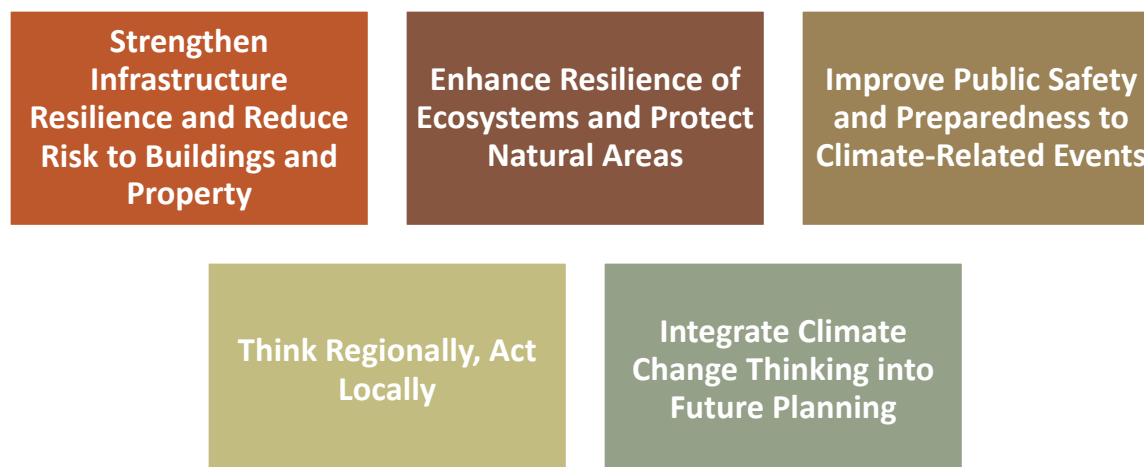 Strengthen
Infrastructure
Resilience and Reduce
Risk to Buildings and
Property
Enhance Resilience of
Ecosystems and Protect
Natural Areas
Improve Public Safety
and Preparedness to
Climate-Related Events
Think Regionally, Act
Locally
Integrate Climate
Change Thinking into
Future Planning